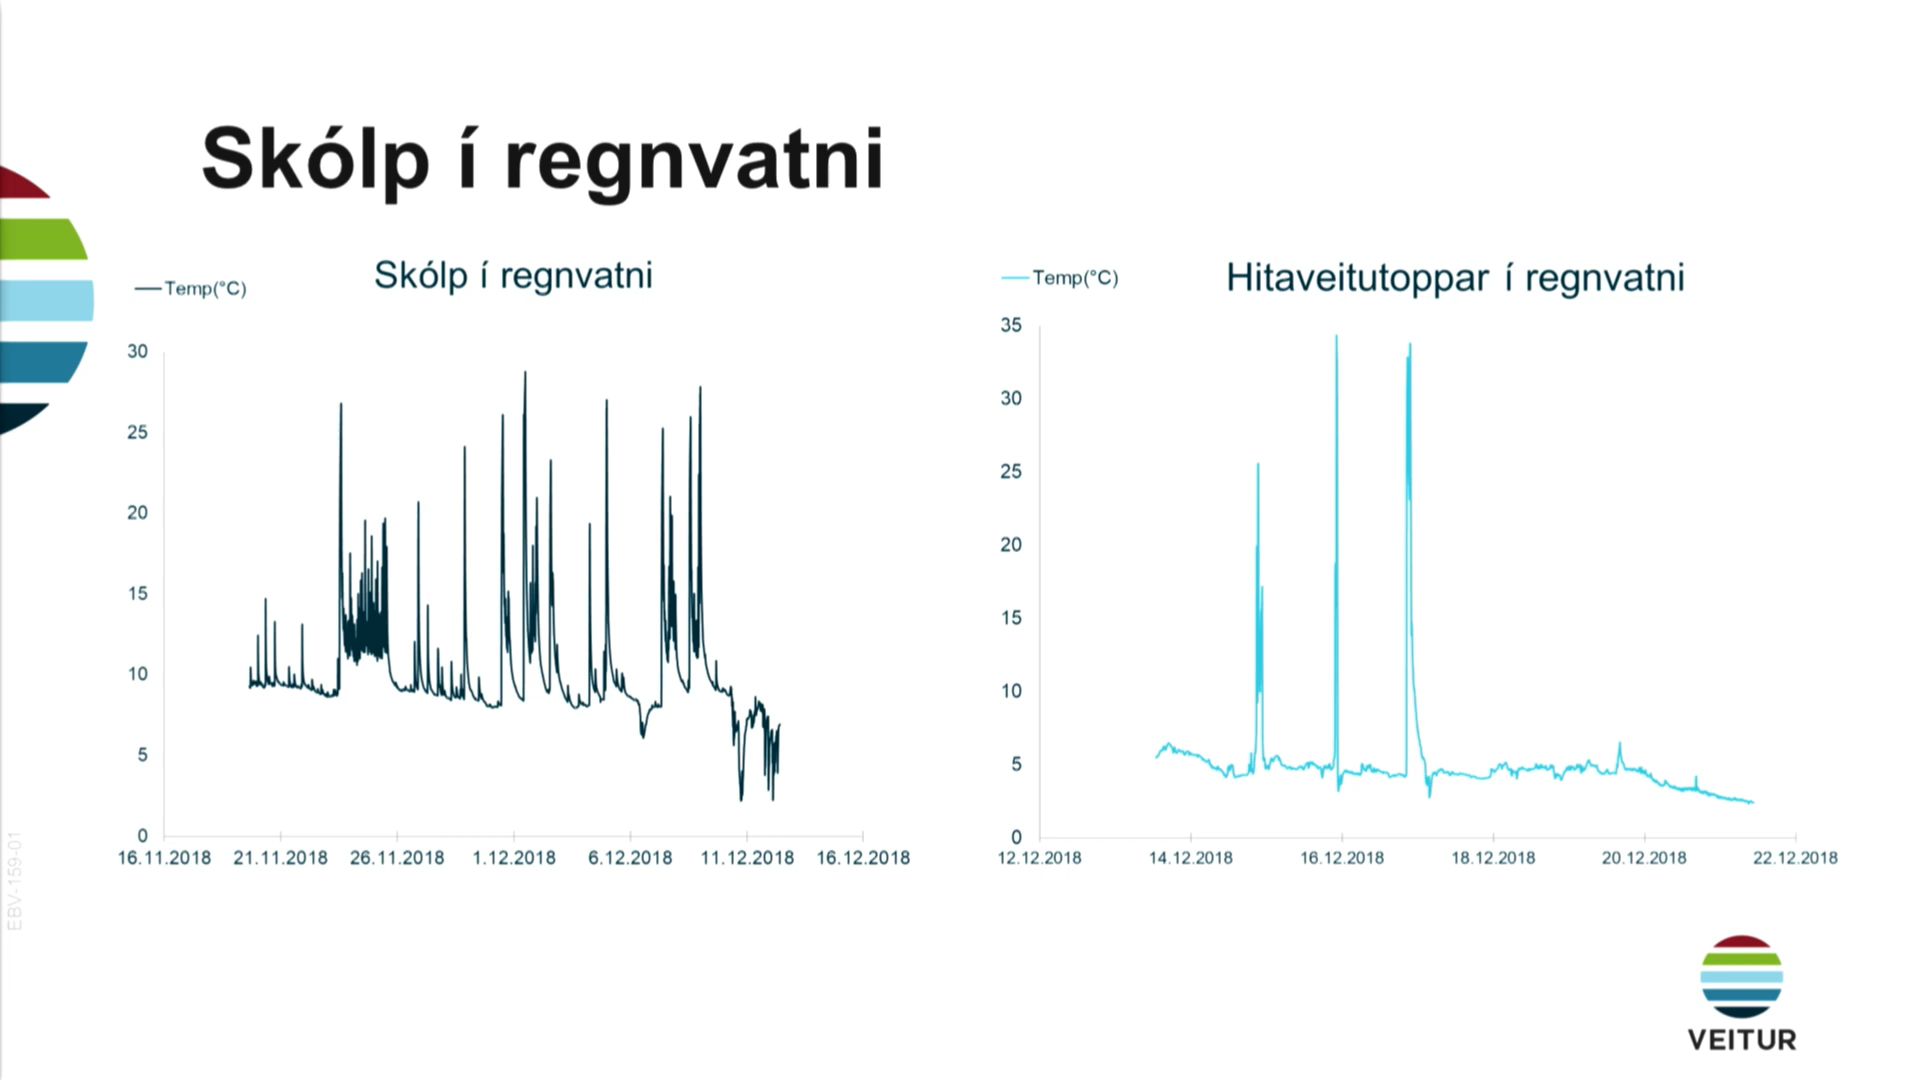 Skólp í regnvatni
Temp(°C)
Skólp í regnvatni
30
25
20
15
10
5
0
16.11.2018 21.11.2018 26.11.2018 1.12.2018 6.12.2018 11.12.2018 16.12.2018
Temp(°C)
Hitaveitutoppar í regnvatni
35
30
25
20
15
10
5
0
12.12.2018 14.12.2018 16.12.2018 18.12.2018 20.12.2018 22.12.2018
EBV-159-01
VEITUR